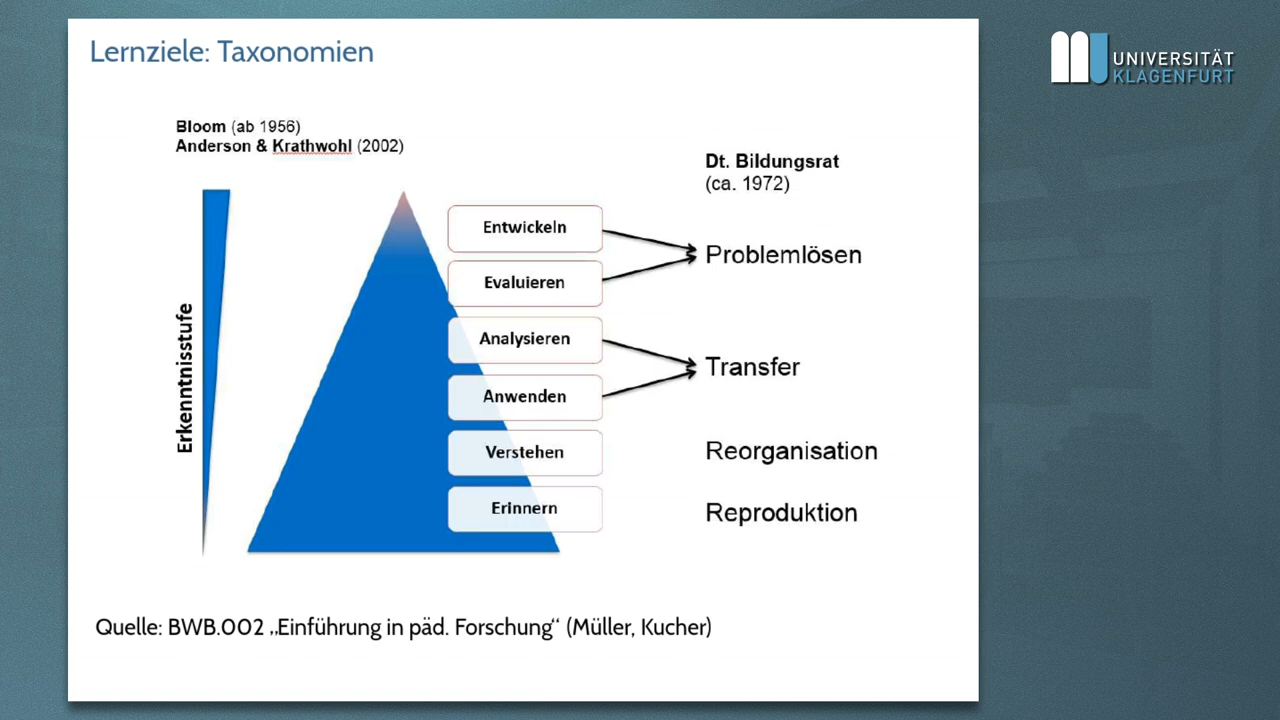 Lernziele: Taxonomien
UNIVERSITÄT
KLAGENFURT
Bloom (ab 1956)
Anderson & Krathwohl (2002)
Dt. Bildungsrat
(ca. 1972)
Erkenntnisstufe
Entwickeln
Evaluieren
Problemlösen
Analysieren
Anwenden
Transfer
Verstehen
Reorganisation
Erinnern
Reproduktion
Quelle: BWB.002 „Einführung in päd. Forschung“ (Müller, Kucher)